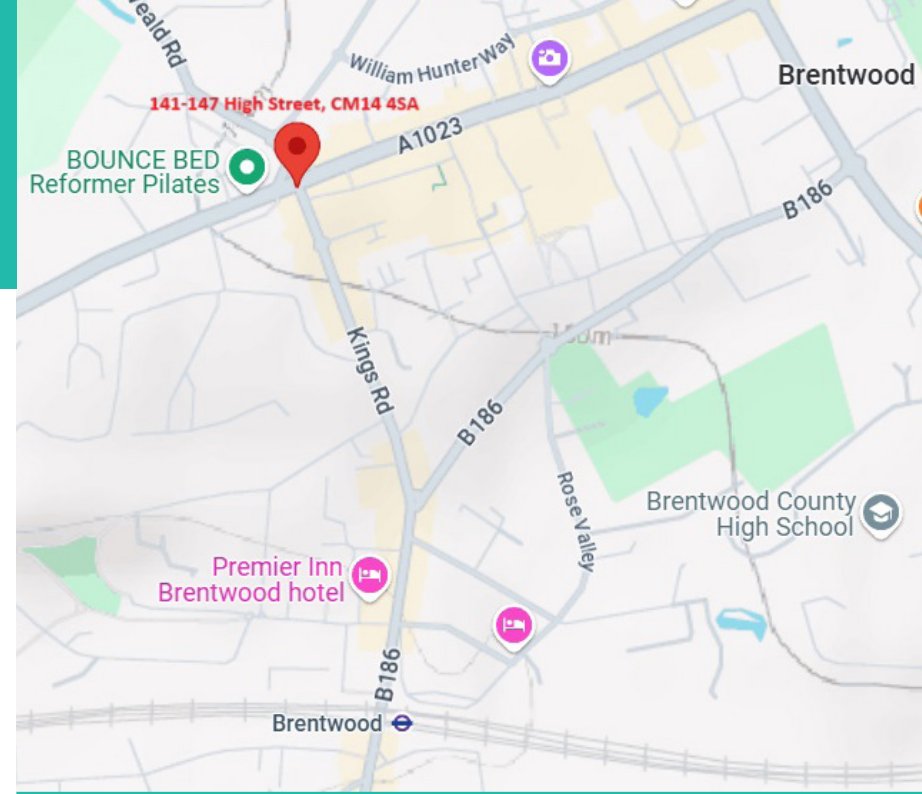 eald Rd
William Hunter Way
Brentwood
141-147 High Street, CM14 4SA
A1023
BOUNCE BED
Reformer Pilates
B186
Kings Rd
B186
Rose Valley
Brentwood County
High School
Premier Inn
Brentwood hotel
B186
Brentwood